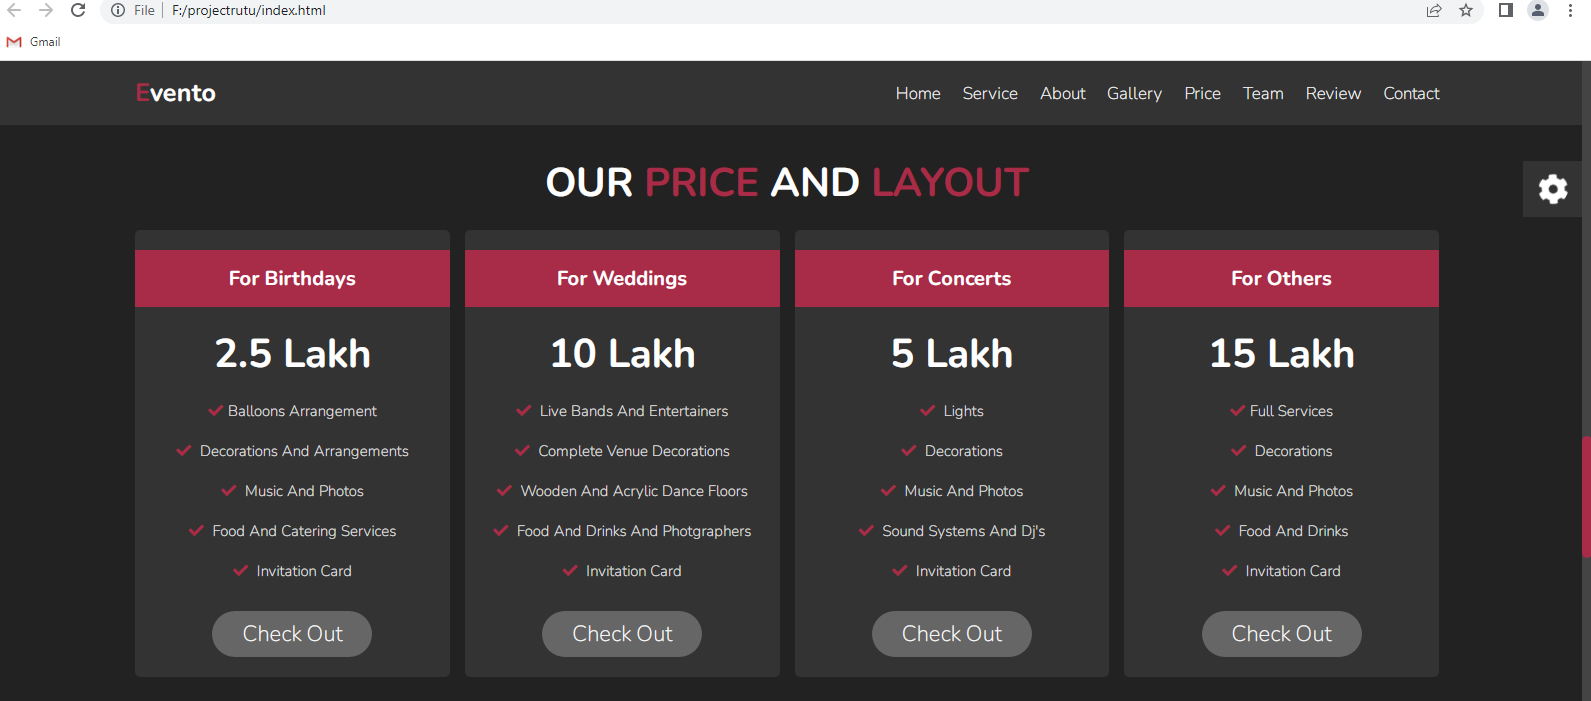 File F:/projectrutu/index.html
Gmail
Evento
Home Service About Gallery Price Team Review Contact
OUR PRICE AND LAYOUT
For Birthdays
2.5 Lakh
Balloons Arrangement
Decorations And Arrangements
Music And Photos
Food And Catering Services
Invitation Card
Check Out
For Weddings
10 Lakh
Live Bands And Entertainers
Complete Venue Decorations
Wooden And Acrylic Dance Floors
Food And Drinks And Photgraphers
Invitation Card
Check Out
For Concerts
5 Lakh
Lights
Decorations
Music And Photos
Sound Systems And Dj's
Invitation Card
Check Out
For Others
15 Lakh
Full Services
Decorations
Music And Photos
Food And Drinks
Invitation Card
Check Out